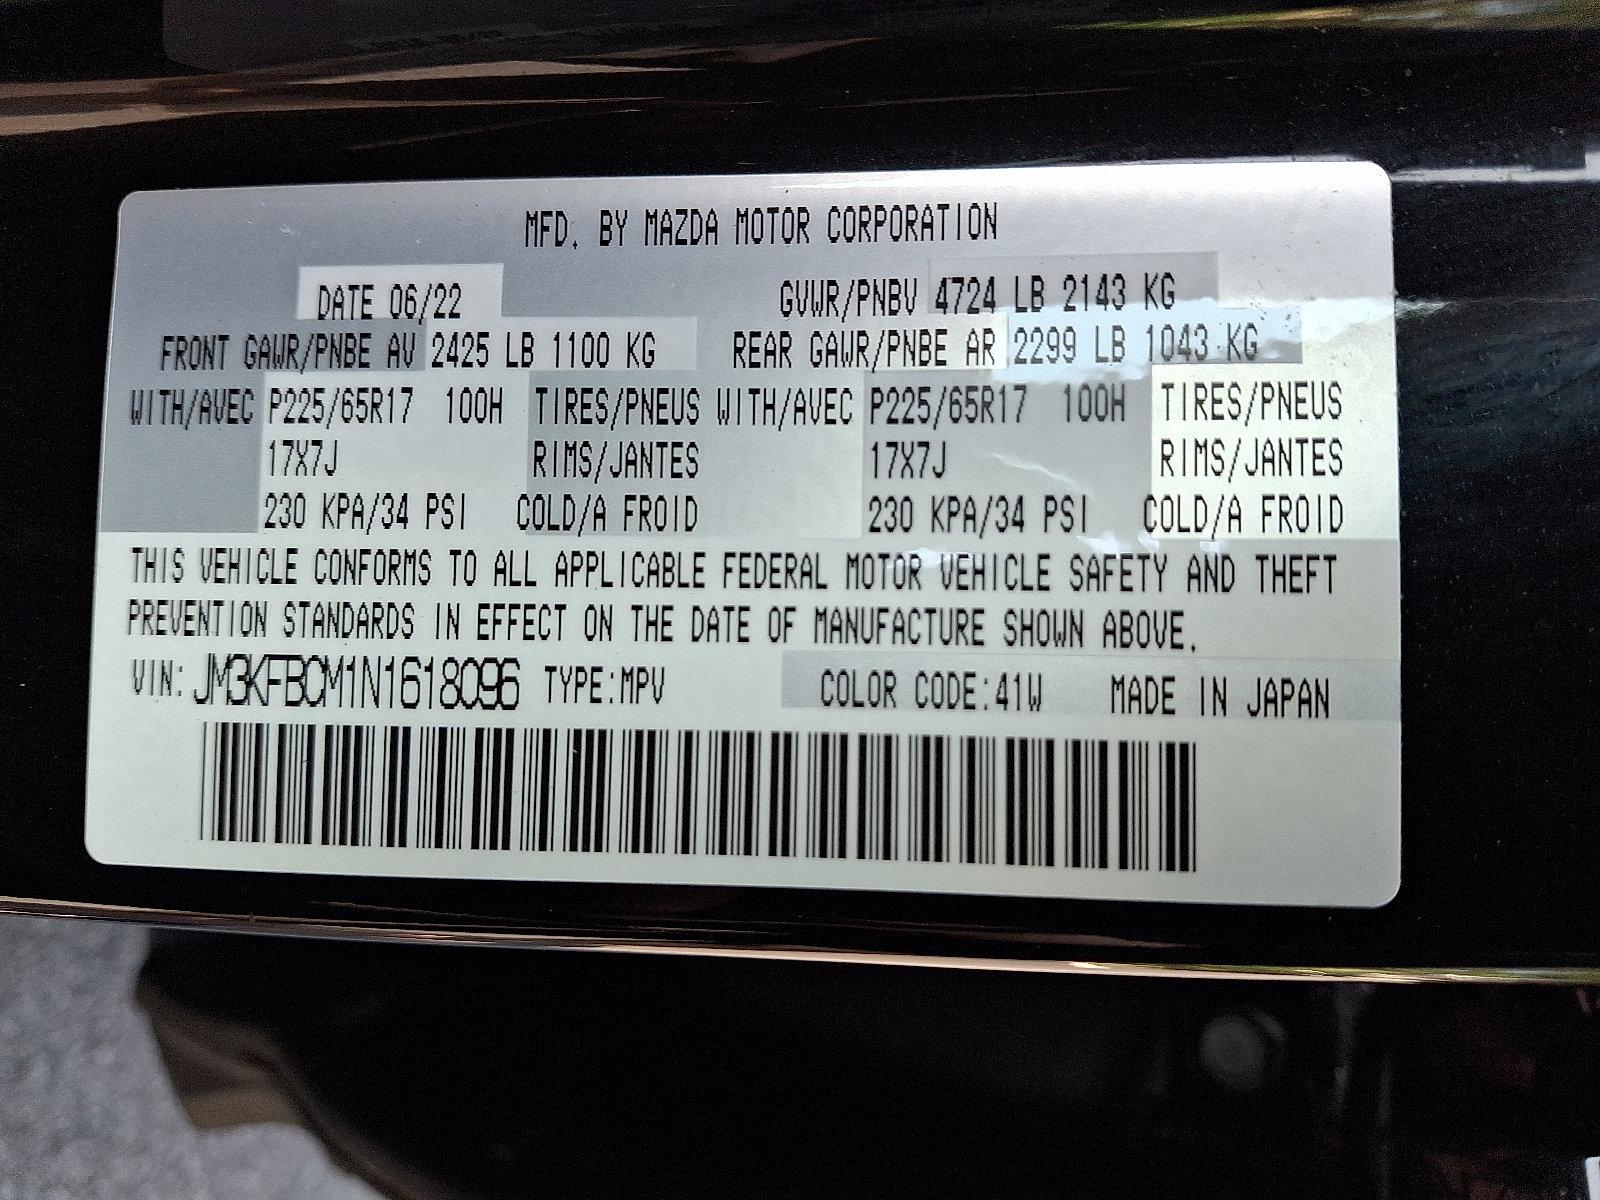 MFD. BY MAZDA MOTOR CORPORATION
DATE 06/22 GVWR/PNBV 4724 LB 2143 KG
FRONT GAWR/PNBE AV 2425 LB 1100 KG REAR GAWR/PNBE AR 2299 LB 1043 KG
WITH/AVEC P225/65R17 100H TIRES/PNEUS WITH/AVEC P225/65R17 100H TIRES/PNEUS
17X7J RIMS/JANTES 17X7J RIMS/JANTES
230 KPA/34 PSI COLD/A FROID 230 KPA/34 PSI COLD/A FROID
THIS VEHICLE CONFORMS TO ALL APPLICABLE FEDERAL MOTOR VEHICLE SAFETY AND THEFT
PREVENTION STANDARDS IN EFFECT ON THE DATE OF MANUFACTURE SHOWN ABOVE.
VIN: JM3KFBCM1N1618096 TYPE:MPV COLOR CODE:41W MADE IN JAPAN